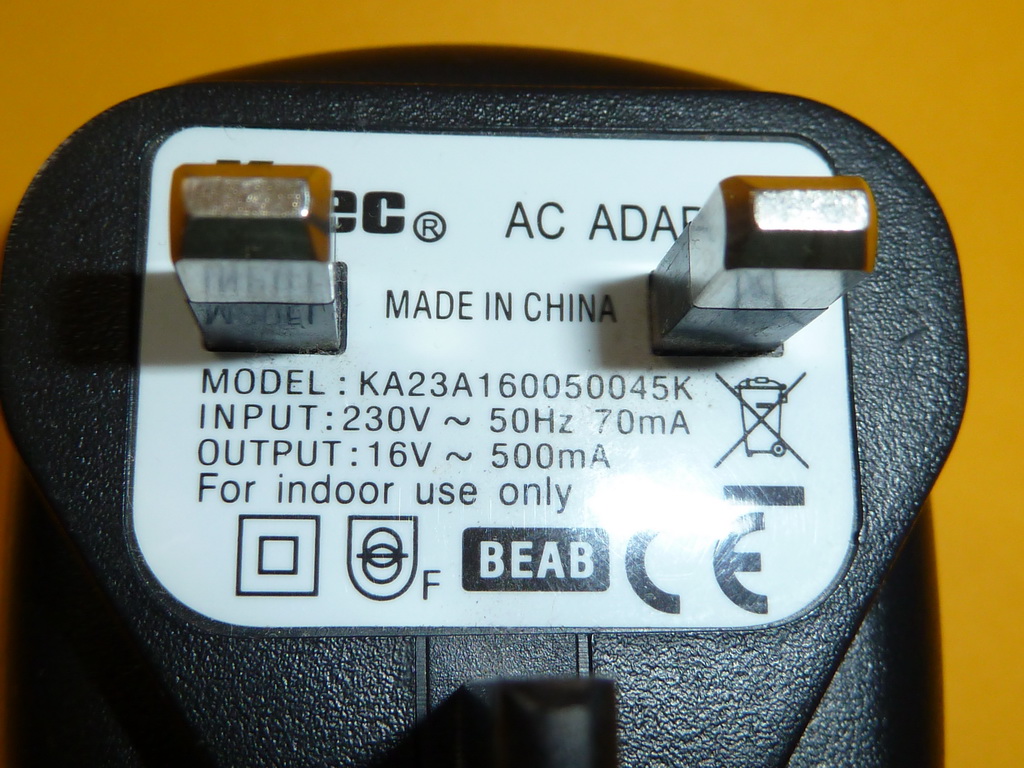 ec® AC ADAP
MADE IN CHINA
MODEL : KA23A160050045K
INPUT : 230V ~ 50Hz 70mA
OUTPUT : 16V ~ 500mA
For indoor use only
F BEAB CE